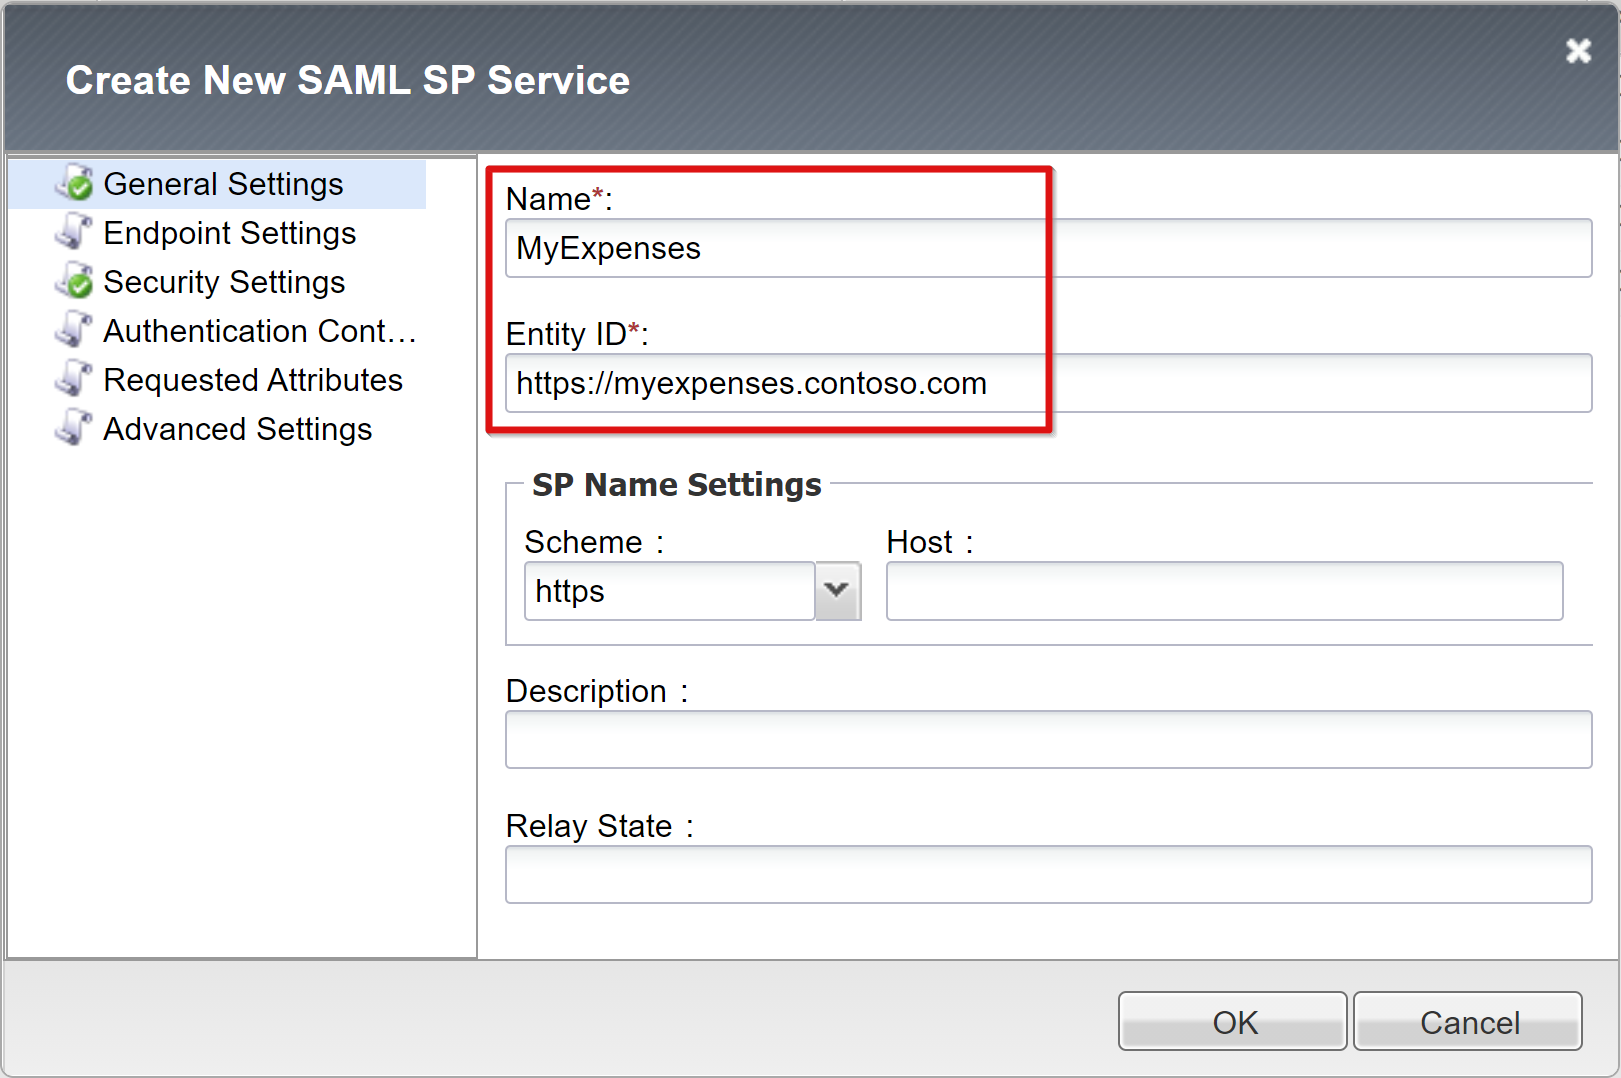 Create New SAML SP Service
General Settings
Endpoint Settings
Security Settings
Authentication Cont...
Requested Attributes
Advanced Settings
Name*:
MyExpenses
Entity ID*:
https://myexpenses.contoso.com
SP Name Settings
Scheme : Host :
https
Description :
Relay State :
OK Cancel